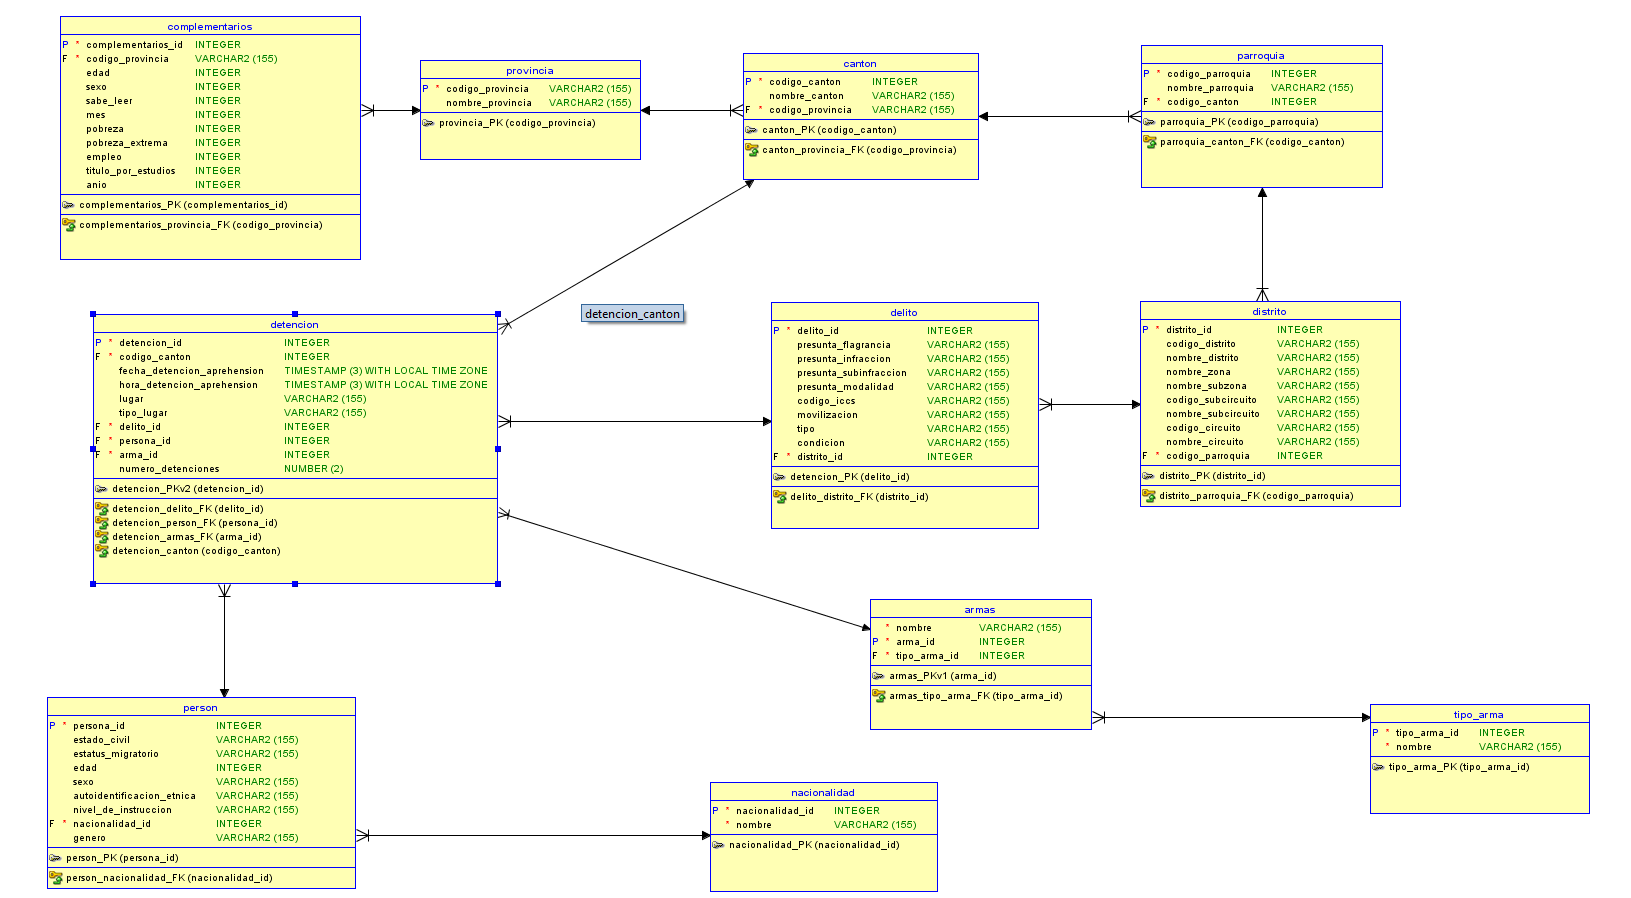 complementarios
P * complementarios_id INTEGER
F * codigo_provincia VARCHAR2 (155)
edad INTEGER
sexo INTEGER
sabe_leer INTEGER
mes INTEGER
pobreza INTEGER
pobreza_extrema INTEGER
empleo INTEGER
titulo_por_estudios INTEGER
anio INTEGER
complementarios_PK (complementarios_id)
complementarios_provincia_FK (codigo_provincia)
provincia
P * codigo_provincia VARCHAR2 (155)
nombre_provincia VARCHAR2 (155)
provincia_PK (codigo_provincia)
canton
P * codigo_canton INTEGER
nombre_canton VARCHAR2 (155)
F * codigo_provincia VARCHAR2 (155)
canton_PK (codigo_canton)
canton_provincia_FK (codigo_provincia)
parroquia
P * codigo_parroquia INTEGER
nombre_parroquia VARCHAR2 (155)
F * codigo_canton INTEGER
parroquia_PK (codigo_parroquia)
parroquia_canton_FK (codigo_canton)
detencion
P * detencion_id INTEGER
F * codigo_canton INTEGER
fecha_detencion_aprehension TIMESTAMP (3) WITH LOCAL TIME ZONE
hora_detencion_aprehension TIMESTAMP (3) WITH LOCAL TIME ZONE
lugar VARCHAR2 (155)
tipo_lugar VARCHAR2 (155)
F * delito_id INTEGER
F * persona_id INTEGER
F * arma_id INTEGER
numero_detenciones NUMBER (2)
detencion_PKv2 (detencion_id)
detencion_delito_FK (delito_id)
detencion_person_FK (persona_id)
detencion_armas_FK (arma_id)
detencion_canton (codigo_canton)
detencion_canton
delito
P * delito_id INTEGER
presunta_flagrancia VARCHAR2 (155)
presunta_infraccion VARCHAR2 (155)
presunta_subinfraccion VARCHAR2 (155)
presunta_modalidad VARCHAR2 (155)
codigo_iccs VARCHAR2 (155)
movilizacion VARCHAR2 (155)
tipo VARCHAR2 (155)
condicion VARCHAR2 (155)
F * distrito_id INTEGER
detencion_PK (delito_id)
delito_distrito_FK (distrito_id)
distrito
P * distrito_id INTEGER
codigo_distrito VARCHAR2 (155)
nombre_distrito VARCHAR2 (155)
nombre_zona VARCHAR2 (155)
nombre_subzona VARCHAR2 (155)
codigo_subcircuito VARCHAR2 (155)
nombre_subcircuito VARCHAR2 (155)
codigo_circuito VARCHAR2 (155)
nombre_circuito VARCHAR2 (155)
F * codigo_parroquia INTEGER
distrito_PK (distrito_id)
distrito_parroquia_FK (codigo_parroquia)
armas
* nombre VARCHAR2 (155)
P * arma_id INTEGER
F * tipo_arma_id INTEGER
armas_PKv1 (arma_id)
armas_tipo_arma_FK (tipo_arma_id)
person
P * persona_id INTEGER
estado_civil VARCHAR2 (155)
estatus_migratorio VARCHAR2 (155)
edad INTEGER
sexo VARCHAR2 (155)
autoidentificacion_etnica VARCHAR2 (155)
nivel_de_instruccion VARCHAR2 (155)
F * nacionalidad_id INTEGER
genero VARCHAR2 (155)
person_PK (persona_id)
person_nacionalidad_FK (nacionalidad_id)
nacionalidad
P * nacionalidad_id INTEGER
* nombre VARCHAR2 (155)
nacionalidad_PK (nacionalidad_id)
tipo_arma
P * tipo_arma_id INTEGER
* nombre VARCHAR2 (155)
tipo_arma_PK (tipo_arma_id)